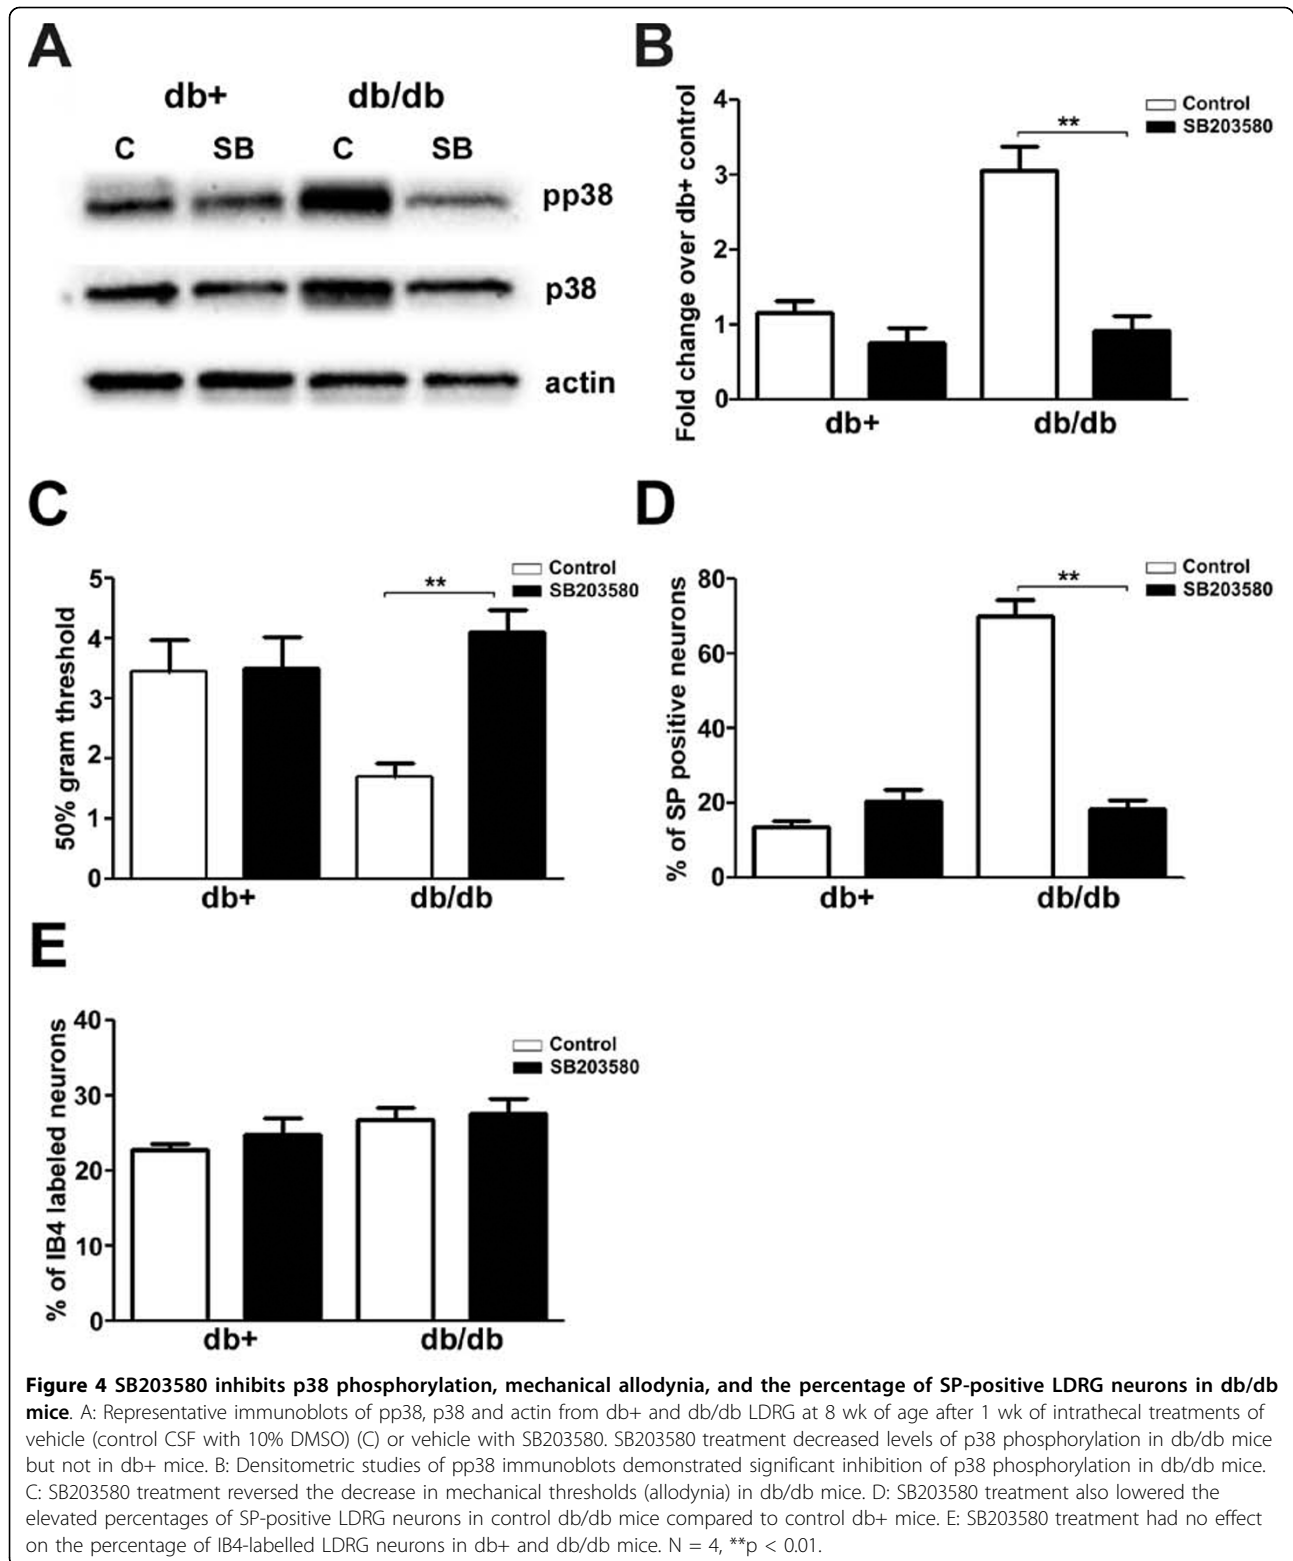 A
db+ db/db
C SB C SB
pp38
p38
actin
B
Fold change over db+ control
4
3
2
1
0
Control
SB203580
**
db+ db/db
C
50% gram threshold
5
4
3
2
1
0
Control
SB203580
**
db+ db/db
D
% of SP positive neurons
80
60
40
20
0
Control
SB203580
**
db+ db/db
E
% of IB4 labeled neurons
40
30
20
10
0
Control
SB203580
db+ db/db
Figure 4 SB203580 inhibits p38 phosphorylation, mechanical allodynia, and the percentage of SP-positive LDRG neurons in db/db
mice. A: Representative immunoblots of pp38, p38 and actin from db+ and db/db LDRG at 8 wk of age after 1 wk of intrathecal treatments of
vehicle (control CSF with 10% DMSO) (C) or vehicle with SB203580. SB203580 treatment decreased levels of p38 phosphorylation in db/db mice
but not in db+ mice. B: Densitometric studies of pp38 immunoblots demonstrated significant inhibition of p38 phosphorylation in db/db mice.
C: SB203580 treatment reversed the decrease in mechanical thresholds (allodynia) in db/db mice. D: SB203580 treatment also lowered the
elevated percentages of SP-positive LDRG neurons in control db/db mice compared to control db+ mice. E: SB203580 treatment had no effect
on the percentage of IB4-labelled LDRG neurons in db+ and db/db mice. N = 4, **p < 0.01.